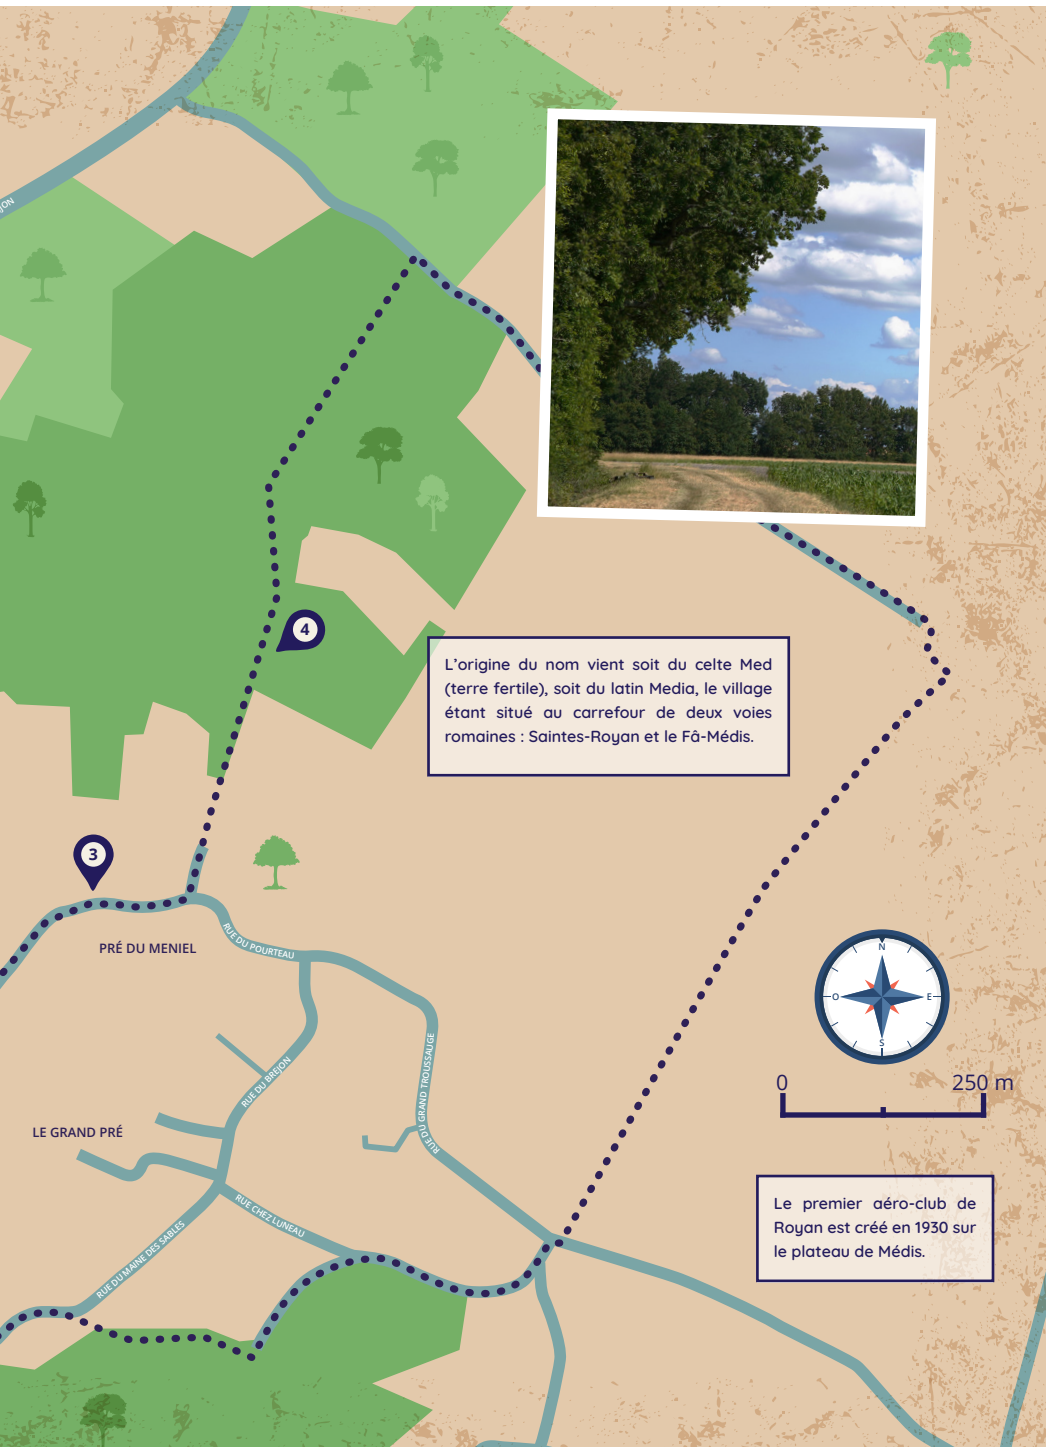 JON
4
L'origine du nom vient soit du celte Med
(terre fertile), soit du latin Media, le village
étant situé au carrefour de deux voies
romaines : Saintes-Royan et le Fâ-Médis.
3
PRÉ DU MENIEL
RUE DU POURTEAU
N
O
E
S
RUE DU BREJON
RUE DU GRAND TROUSSAUGE
0
250 m
LE GRAND PRÉ
RUE CHEZ LUNEAU
RUE DU MAINE DES SABLES
Le premier aéro-club de
Royan est créé en 1930 sur
le plateau de Médis.